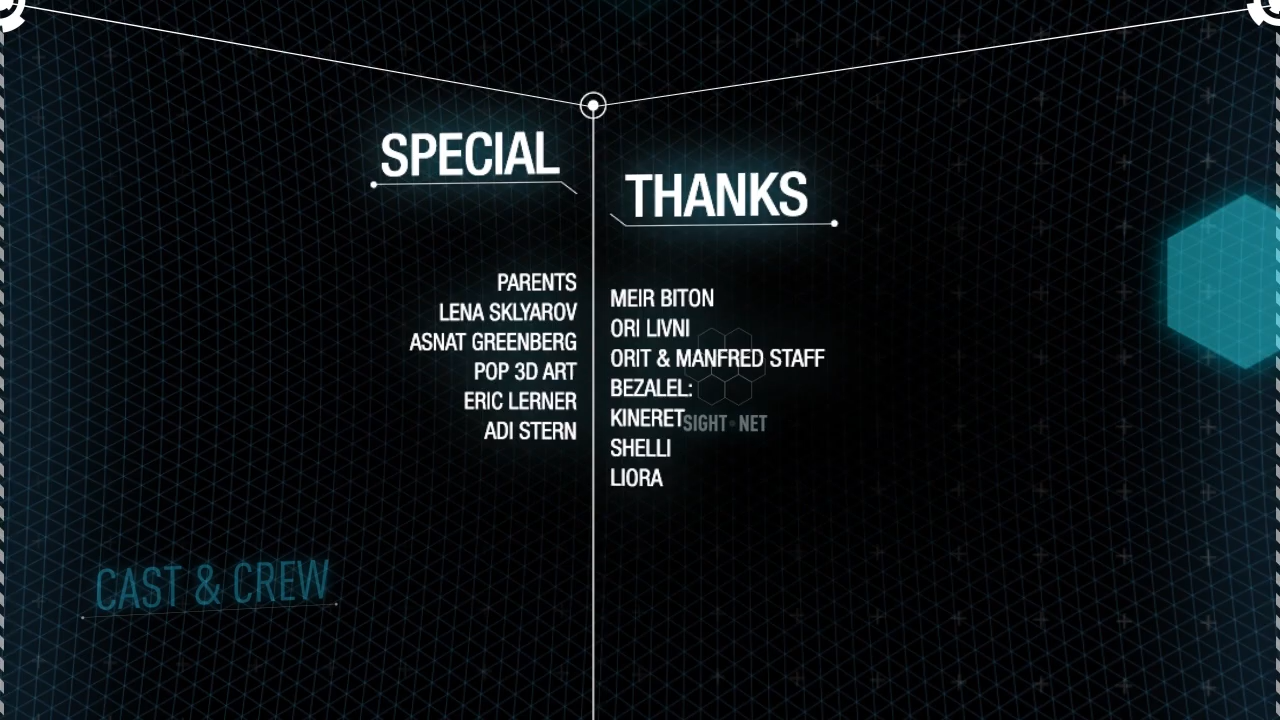 SPECIAL
THANKS
PARENTS
LENA SKLYAROV
ASNAT GREENBERG
POP 3D ART
ERIC LERNER
ADI STERN
MEIR BITON
ORI LIVNI
ORIT & MANFRED STAFF
BEZALEL:
KINERET
SHELLI
LIORA
SIGHT NET
CAST & CREW